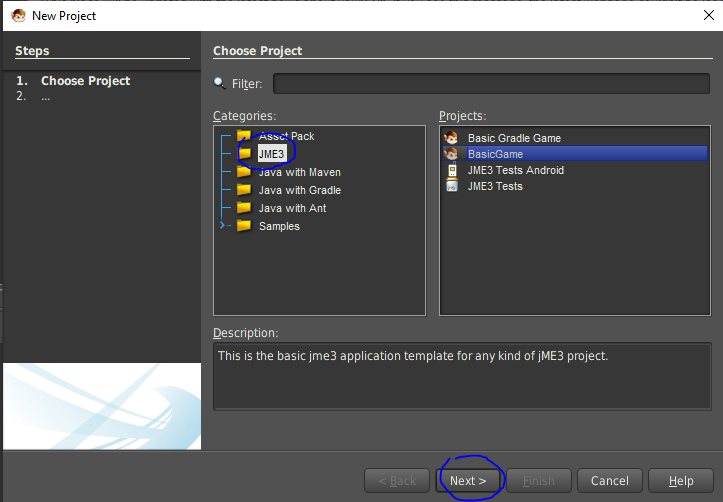 New Project
Steps
1. Choose Project
2. ...
Choose Project
Filter:
Categories:
Asset Pack
JME3
Java with Maven
Java with Gradle
Java with Ant
Samples
Projects:
Basic Gradle Game
BasicGame
JME3 Tests Android
JME3 Tests
Description:
This is the basic jme3 application template for any kind of jME3 project.
< Back
Next >
Finish
Cancel
Help